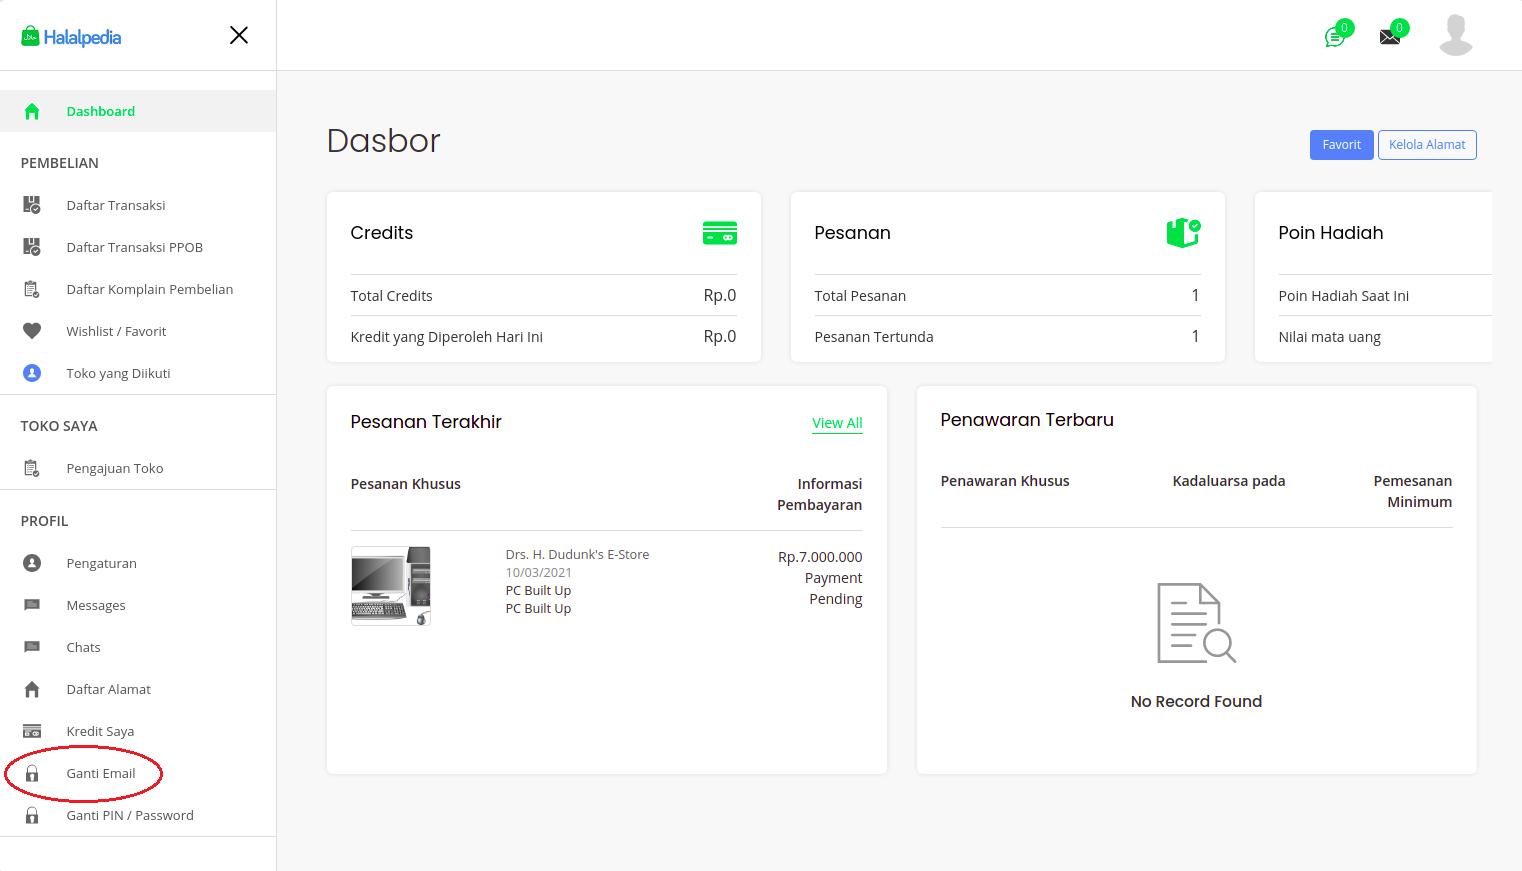 Halalpedia
0
0
Dashboard
PEMBELIAN
Daftar Transaksi
Daftar Transaksi PPOB
Daftar Komplain Pembelian
Wishlist / Favorit
Toko yang Diikuti
TOKO SAYA
Pengajuan Toko
PROFIL
Pengaturan
Messages
Chats
Daftar Alamat
Kredit Saya
Ganti Email
Ganti PIN / Password
Dasbor
Favorit
Kelola Alamat
Credits
Total Credits Rp.0
Kredit yang Diperoleh Hari Ini Rp.0
Pesanan
Total Pesanan 1
Pesanan Tertunda 1
Poin Hadiah
Poin Hadiah Saat Ini
Nilai mata uang
Pesanan Terakhir
View All
Pesanan Khusus
Informasi
Pembayaran
Drs. H. Dudunk's E-Store
10/03/2021
PC Built Up
PC Built Up
Rp.7.000.000
Payment
Pending
Penawaran Terbaru
Penawaran Khusus
Kadaluarsa pada
Pemesanan
Minimum
No Record Found